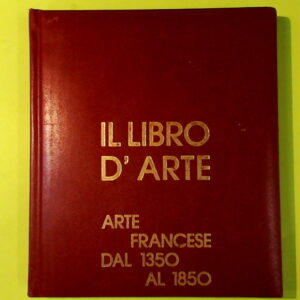 IL LIBRO
D' ARTE
ARTE
FRANCESE
DAL 1350
AL 1850